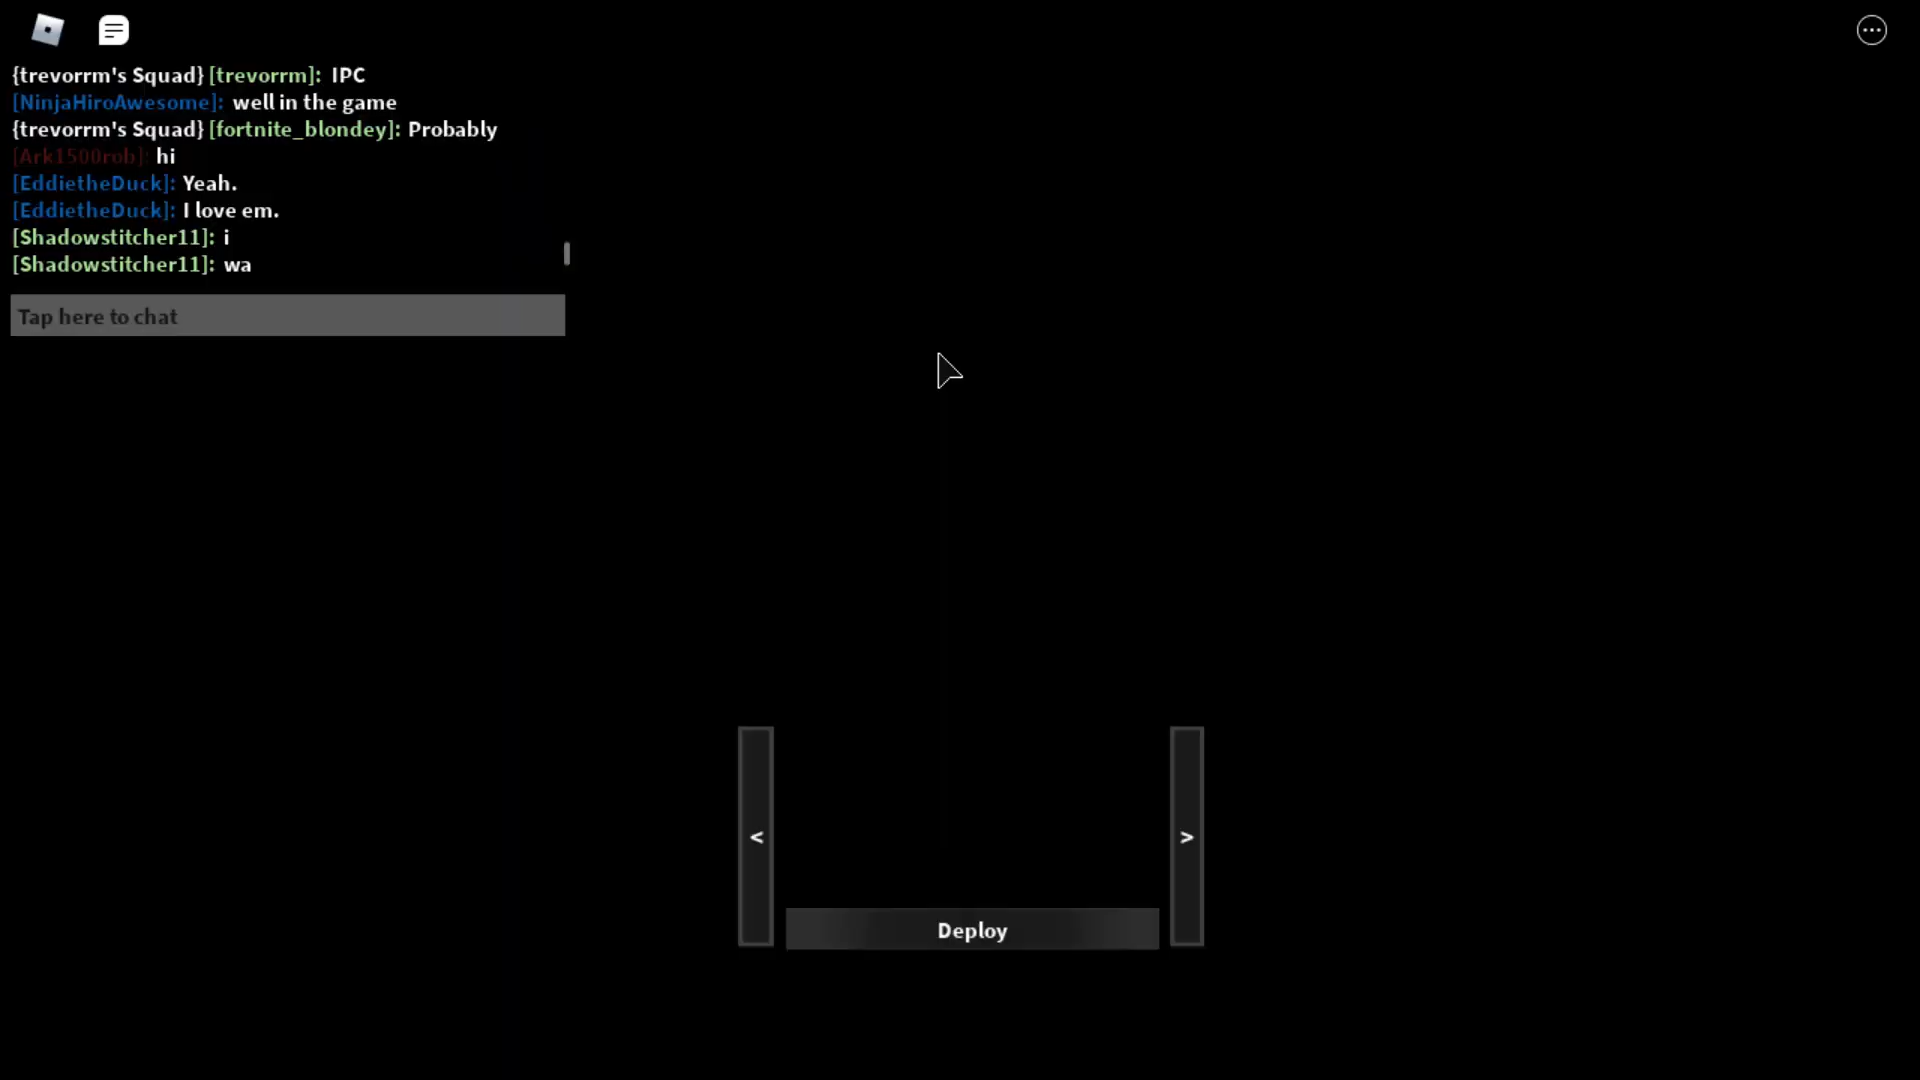 {trevorrm's Squad} [trevorrm]: IPC
[NinjaHiroAwesome]: well in the game
{trevorrm's Squad} [fortnite_blondey]: Probably
[Ark1500rob]: hi
[EddietheDuck]: Yeah.
[EddietheDuck]: I love em.
[Shadowstitcher11]: i
[Shadowstitcher11]: wa
Tap here to chat
< >
Deploy